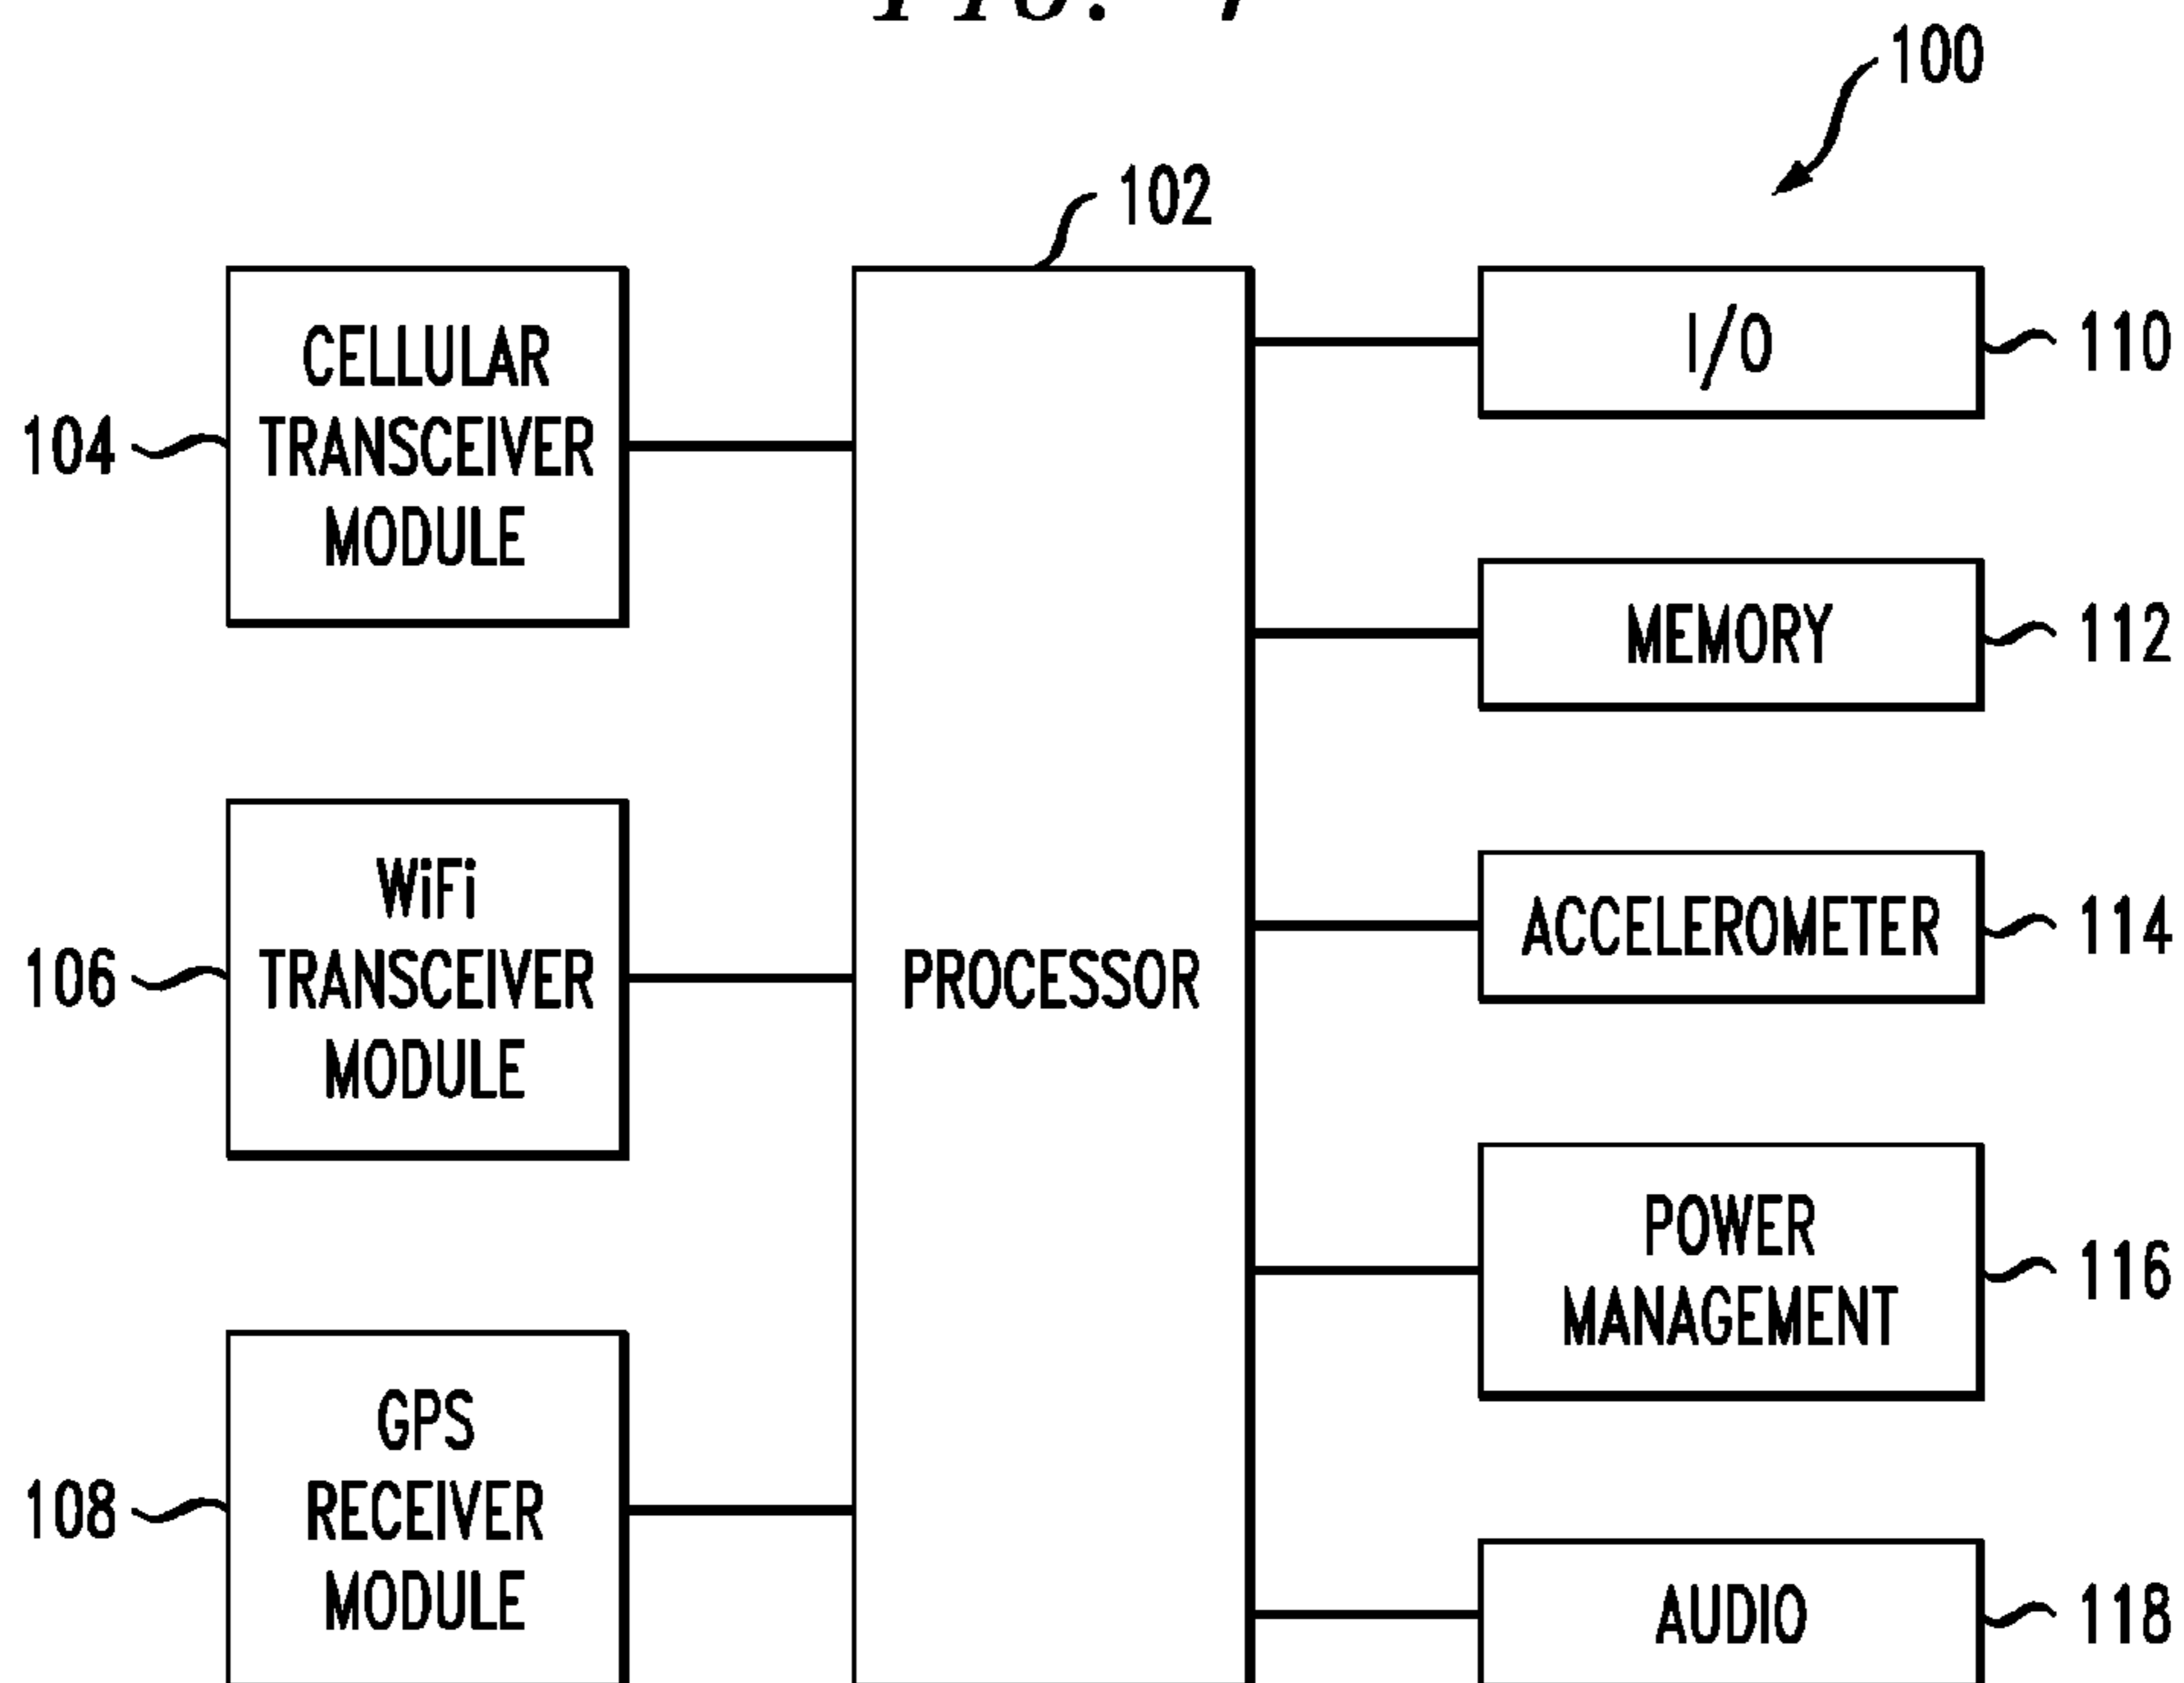 FIG.
100
102
CELLULAR
TRANSCEIVER
MODULE
104
I/O
110
MEMORY
112
WiFi
TRANSCEIVER
MODULE
106
PROCESSOR
ACCELEROMETER
114
POWER
MANAGEMENT
116
GPS
RECEIVER
MODULE
108
AUDIO
118